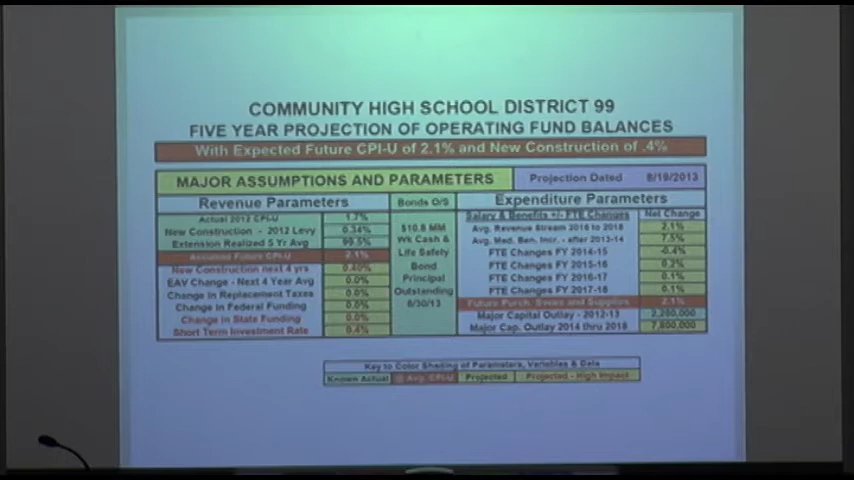 COMMUNITY HIGH SCHOOL DISTRICT 99
FIVE YEAR PROJECTION OF OPERATING FUND BALANCES
With Expected Future CPI-U of 2.1% and New Construction of .4%
MAJOR ASSUMPTIONS AND PARAMETERS
Projection Dated 8/19/2013
Revenue Parameters
Actual 2012 CPI-U 1.7%
New Construction - 2012 Levy 0.34%
Extension Realized 5 Yr Avg 99.5%
Assumed Future CPI-U 2.1%
New Construction next 4 yrs 0.40%
EAV Change - Next 4 Year Avg 0.0%
Change in Replacement Taxes 0.0%
Change in Federal Funding 0.0%
Change in State Funding 0.0%
Short Term Investment Rate 0.4%
Bonds O/S
$10.8 MM
Wk Cash &
Life Safety
Bond
Principal
Outstanding
6/30/13
Expenditure Parameters
Salary & Benefits +/- FTE Changes Net Change
Avg. Revenue Stream 2016 to 2018 2.1%
Avg. Med. Ben. Incr. - after 2013-14 7.5%
FTE Changes FY 2014-15 -0.4%
FTE Changes FY 2015-16 0.2%
FTE Changes FY 2016-17 0.1%
FTE Changes FY 2017-18 0.1%
Future Purch. Svces and Supplies 2.1%
Major Capital Outlay - 2012-13 2,280,000
Major Cap. Outlay 2014 thru 2018 7,800,000
Key to Color Shading of Parameters, Variables & Data
Known Actual Avg. CPI-U Projected Projected - High Impact